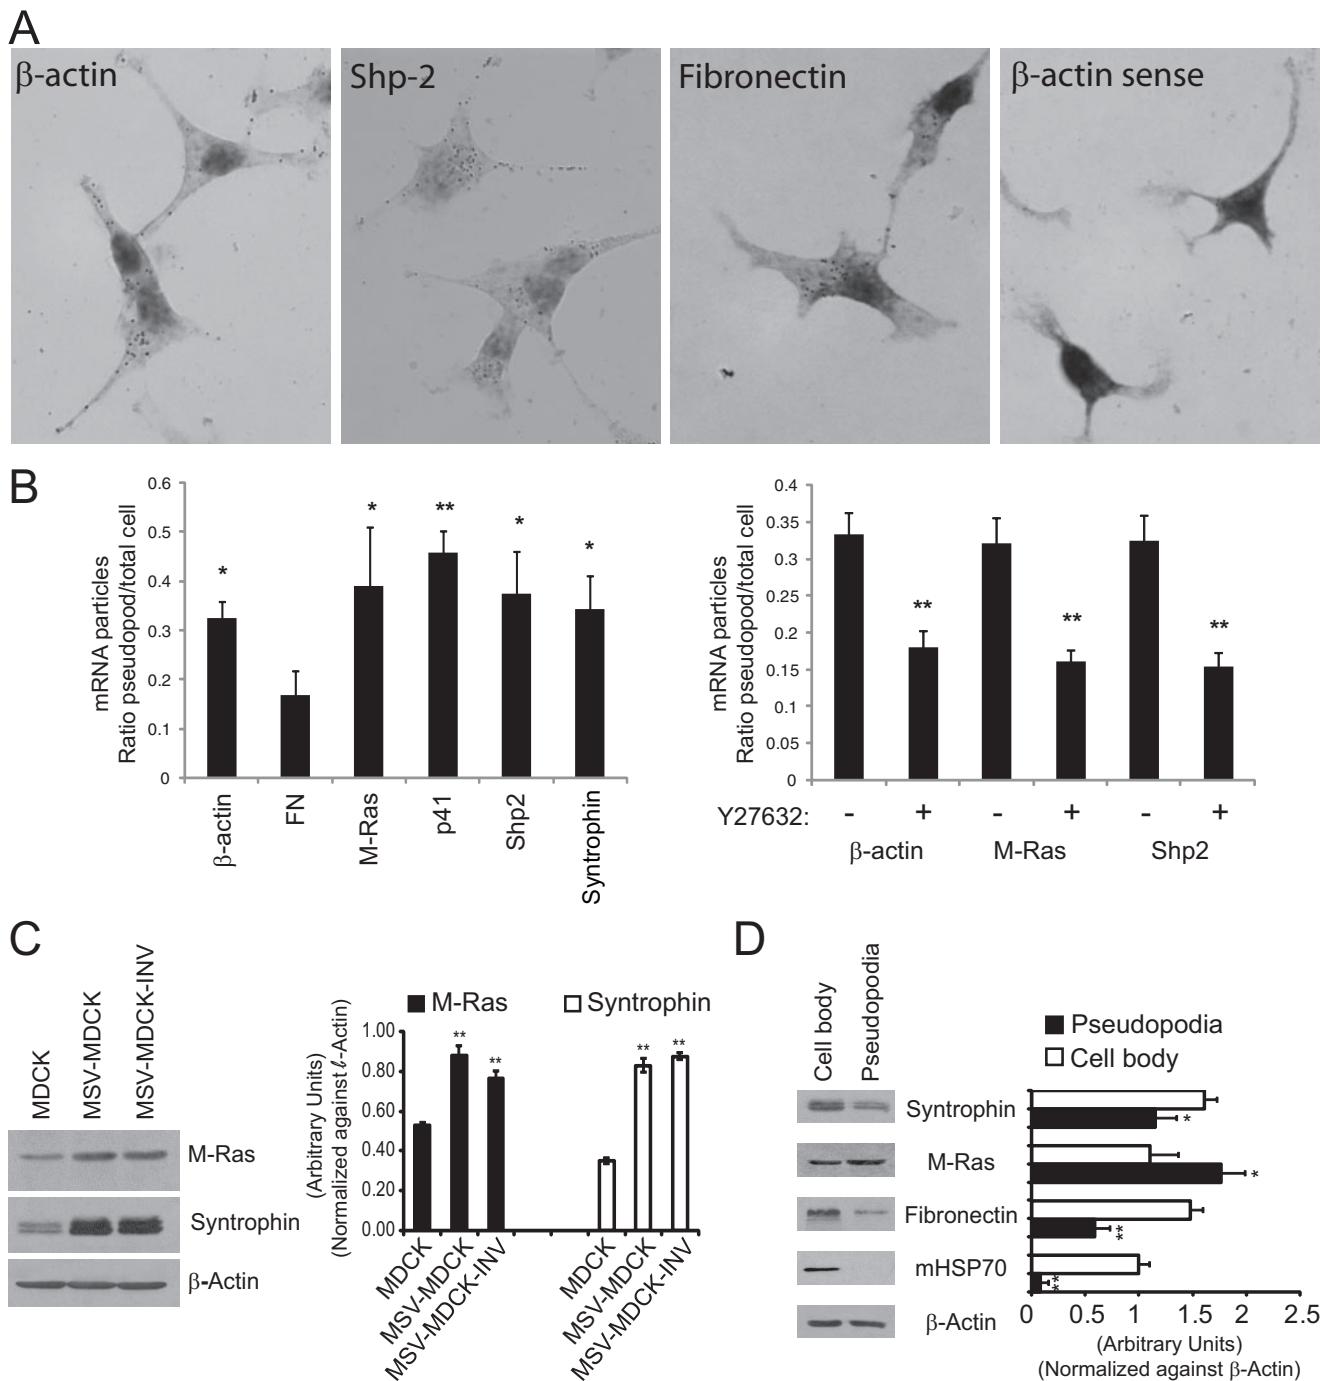 A
β-actin
Shp-2
Fibronectin
β-actin sense
B
mRNA particles
Ratio pseudopod/total cell
0.6
0.5
0.4
0.3
0.2
0.1
0
*
*
**
*
*
β-actin
FN
M-Ras
p41
Shp2
Syntrophin
mRNA particles
Ratio pseudopod/total cell
0.4
0.35
0.3
0.25
0.2
0.15
0.1
0.05
0
**
**
**
Y27632: - + - + - +
β-actin
M-Ras
Shp2
C
MDCK
MSV-MDCK
MSV-MDCK-INV
M-Ras
Syntrophin
β-Actin
M-Ras
Syntrophin
(Arbitrary Units)
(Normalized against ℓ-Actin)
1.00
0.80
0.60
0.40
0.20
0.00
**
**
**
**
MDCK
MSV-MDCK
MSV-MDCK-INV
MDCK
MSV-MDCK
MSV-MDCK-INV
D
Cell body
Pseudopodia
Pseudopodia
Cell body
Syntrophin
*
M-Ras
*
Fibronectin
**
mHSP70
**
β-Actin
0 0.5 1 1.5 2 2.5
(Arbitrary Units)
(Normalized against β-Actin)